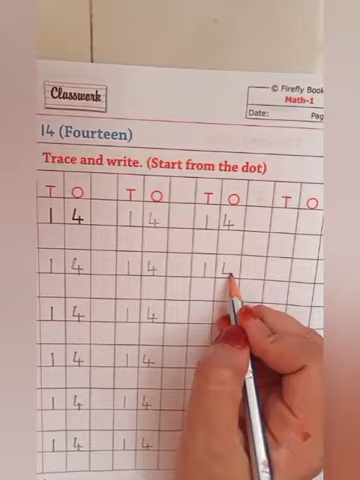 Classwork
© Firefly Book
Math-1
Date: Pag
14 (Fourteen)
Trace and write. (Start from the dot)
T O T O T O T O
1 4 1 4 1 4
1 4 1 4 1 4
1 4 1 4
1 4 1 4
1 4 1 4
1 4 1 4